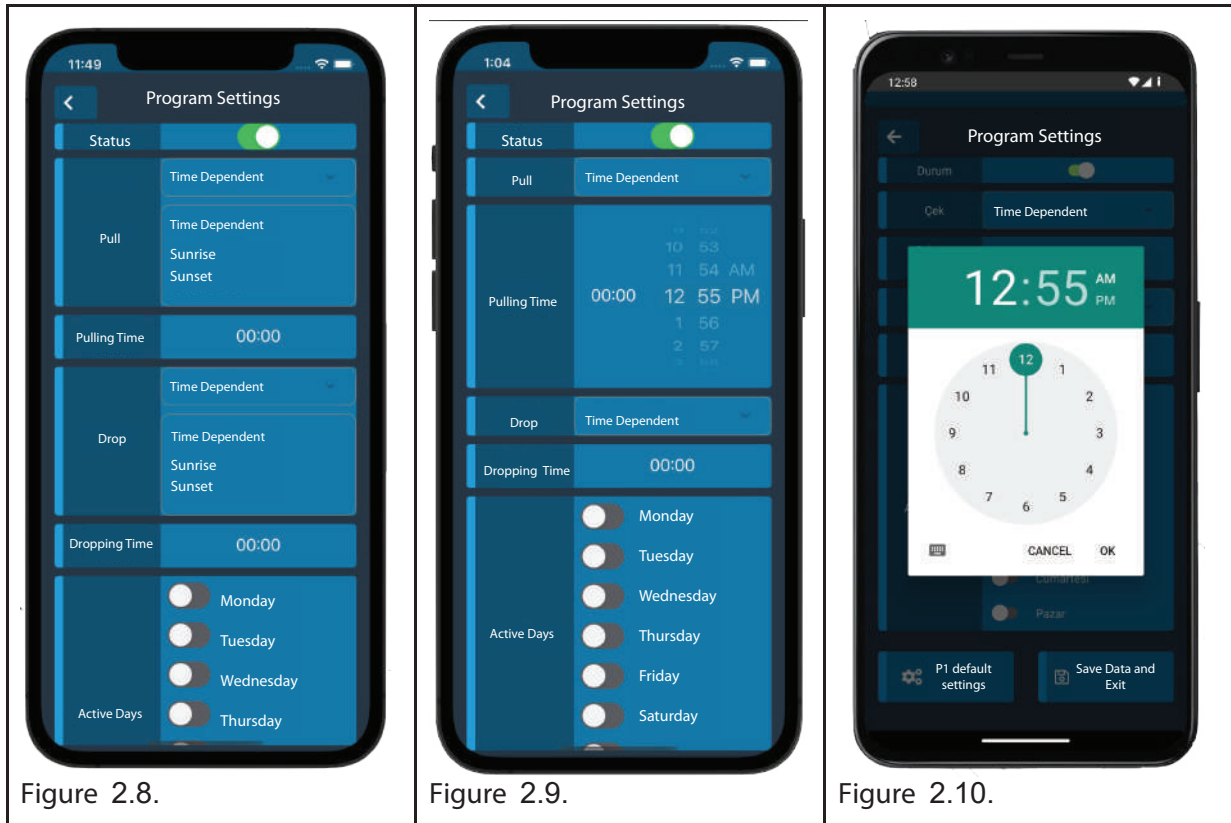 11:49
Program Settings
Status
Time Dependent
Pull
Time Dependent
Sunrise
Sunset
Pulling Time 00:00
Time Dependent
Drop
Time Dependent
Sunrise
Sunset
Dropping Time 00:00
Active Days
Monday
Tuesday
Wednesday
Thursday
Figure 2.8.
1:04
Program Settings
Status
Pull Time Dependent
Pulling Time 00:00
10 53
11 54 AM
12 55 PM
1 56
2 57
Drop Time Dependent
Dropping Time 00:00
Active Days
Monday
Tuesday
Wednesday
Thursday
Friday
Saturday
Figure 2.9.
12:58
Program Settings
Durum
Çek Time Dependent
12:55 AM
PM
12
11 1
10 2
9 3
8 4
7 5
6
CANCEL OK
Cumartesi
Pazar
P1 default
settings
Save Data and
Exit
Figure 2.10.